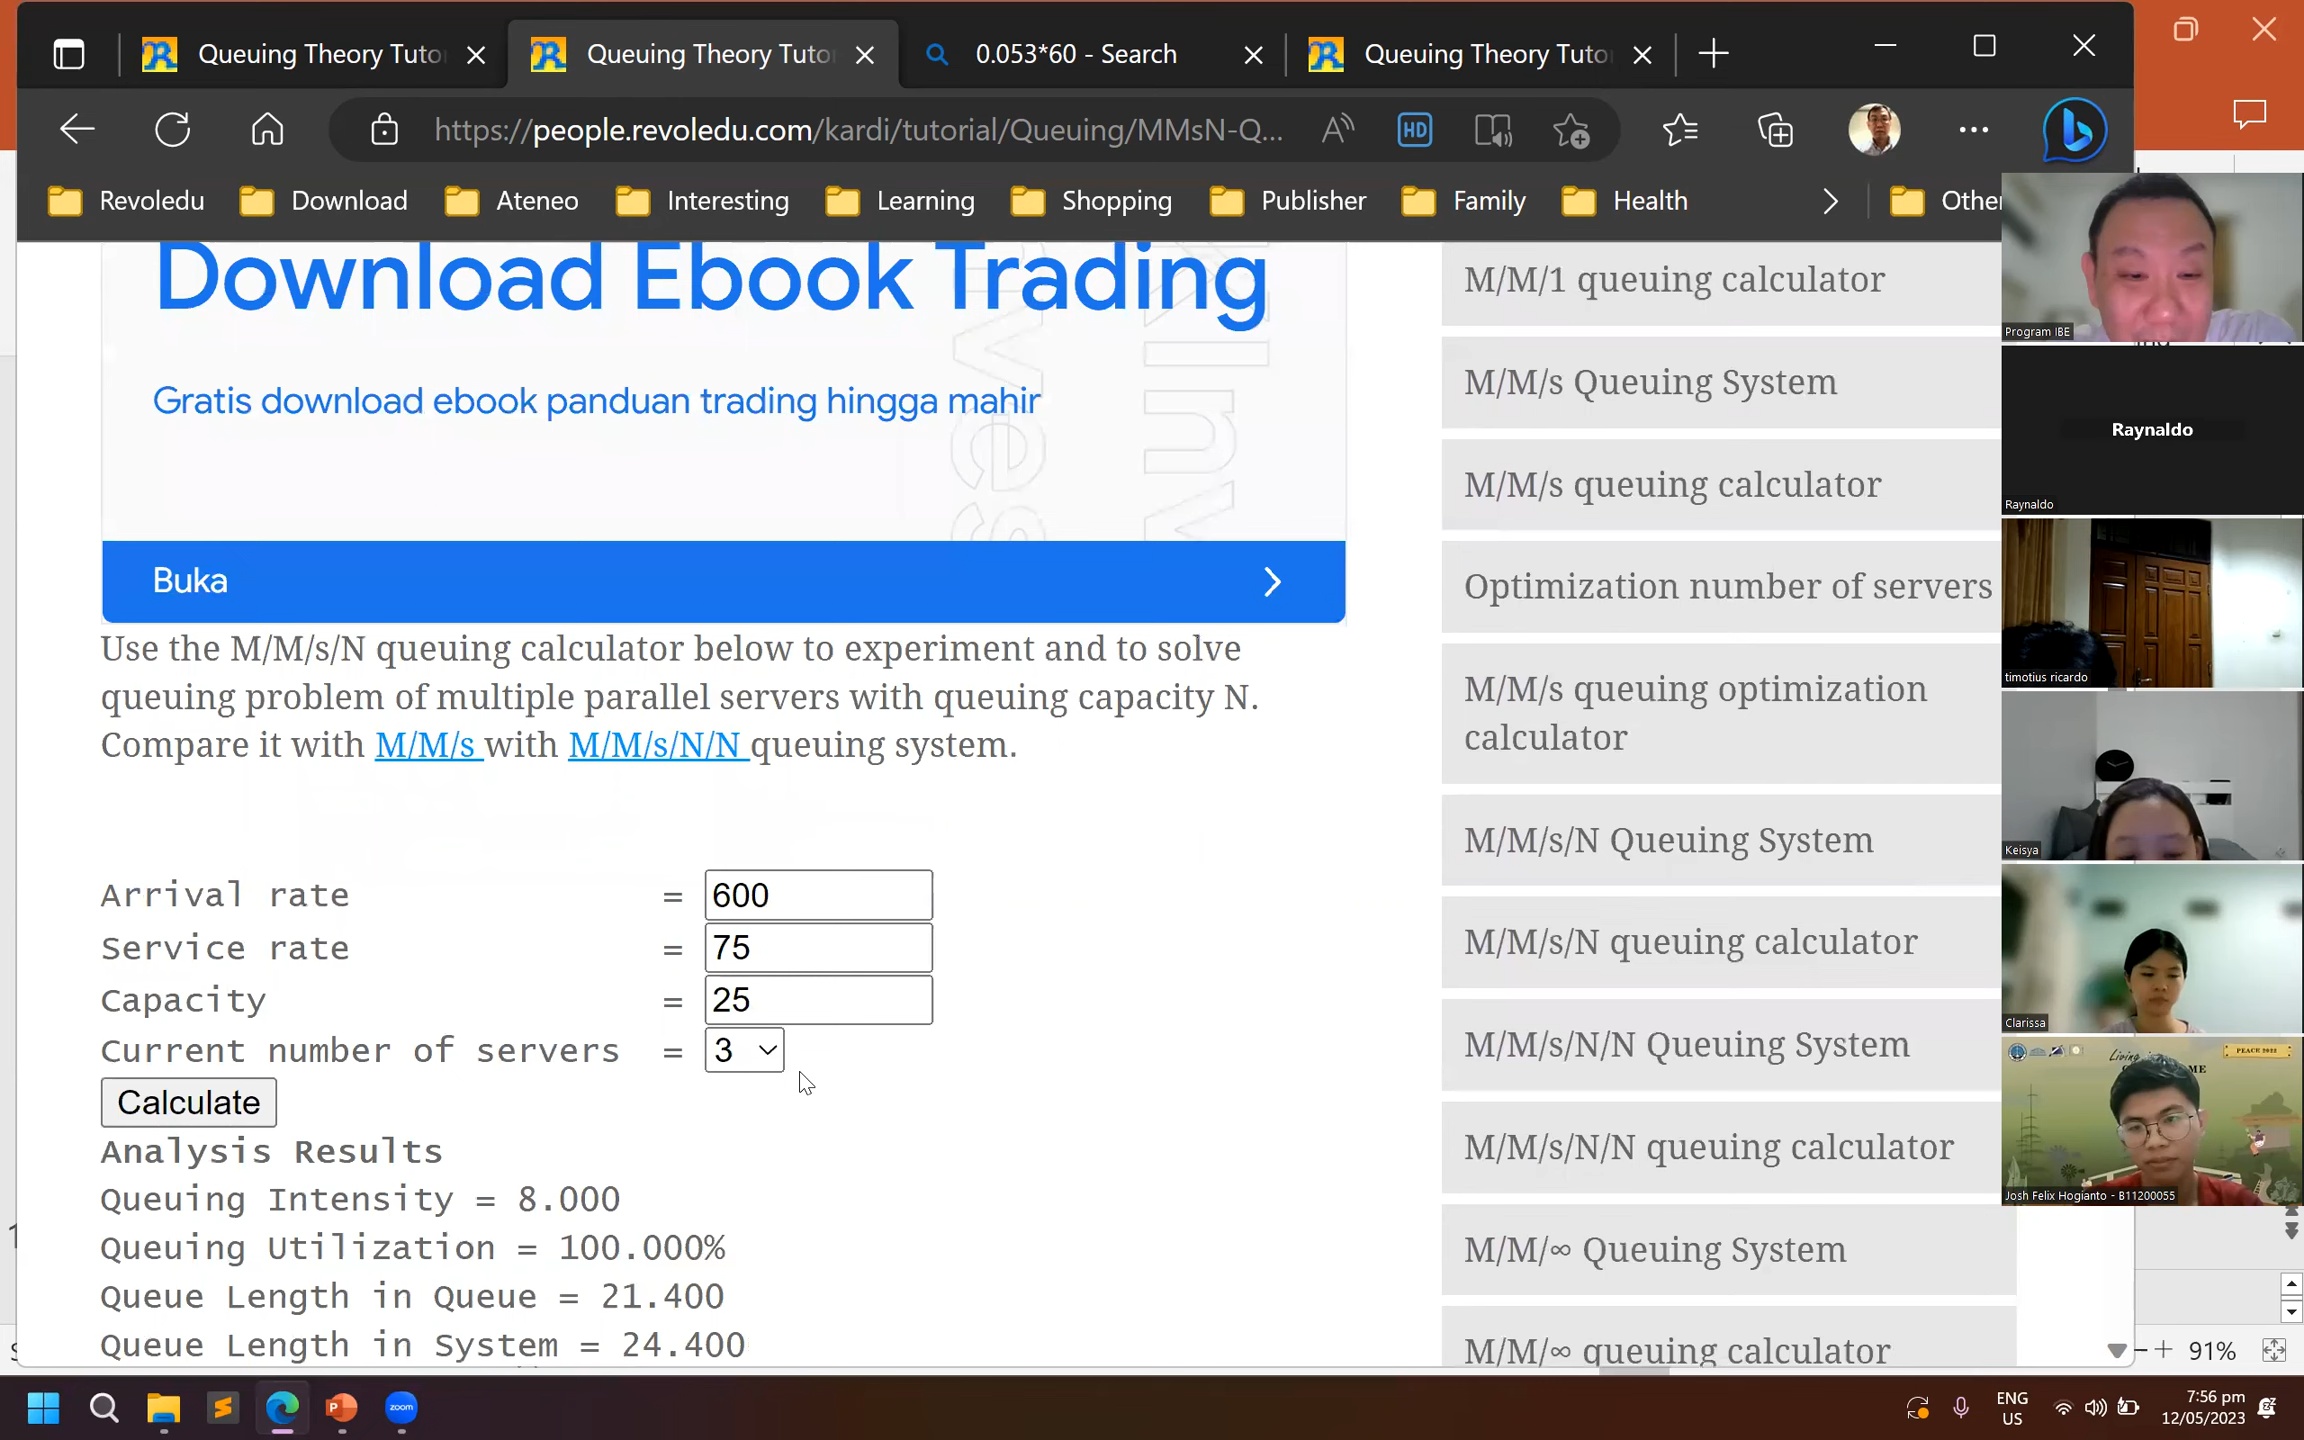 Queuing Theory Tuto
Queuing Theory Tuto
0.053*60 - Search
Queuing Theory Tuto
https://people.revoledu.com/kardi/tutorial/Queuing/MMsN-Q...
HD
Revoledu
Download
Ateneo
Interesting
Learning
Shopping
Publisher
Family
Health
Other
Download Ebook Trading
Gratis download ebook panduan trading hingga mahir
Buka
Use the M/M/s/N queuing calculator below to experiment and to solve
queuing problem of multiple parallel servers with queuing capacity N.
Compare it with M/M/s with M/M/s/N/N queuing system.
Arrival rate = 600
Service rate = 75
Capacity = 25
Current number of servers = 3
Calculate
Analysis Results
Queuing Intensity = 8.000
Queuing Utilization = 100.000%
Queue Length in Queue = 21.400
Queue Length in System = 24.400
M/M/1 queuing calculator
M/M/s Queuing System
M/M/s queuing calculator
Optimization number of servers
M/M/s queuing optimization
calculator
M/M/s/N Queuing System
M/M/s/N queuing calculator
M/M/s/N/N Queuing System
M/M/s/N/N queuing calculator
M/M/∞ Queuing System
M/M/∞ queuing calculator
Program IBE
Raynaldo
Raynaldo
timotius ricardo
Keisya
Clarissa
PEACE 2022
Josh Felix Hogianto - B11200055
91%
zoom
ENG
US
7:56 pm
12/05/2023